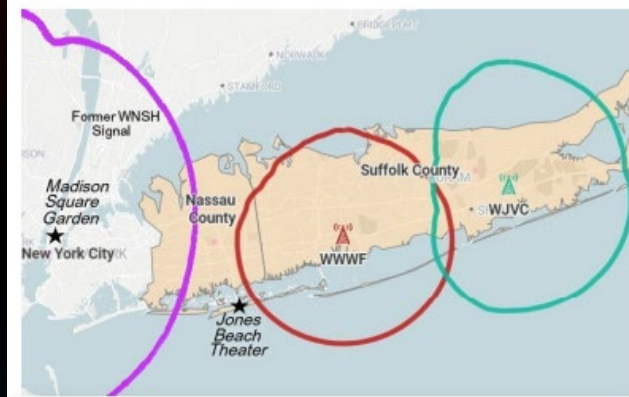 BRIDGEPORT
NORWALK
STAMFORD
Former WNSH
Signal
Madison
Square
Garden
New York City
Nassau
County
Suffolk County
WWWF
WJVC
Jones
Beach
Theater